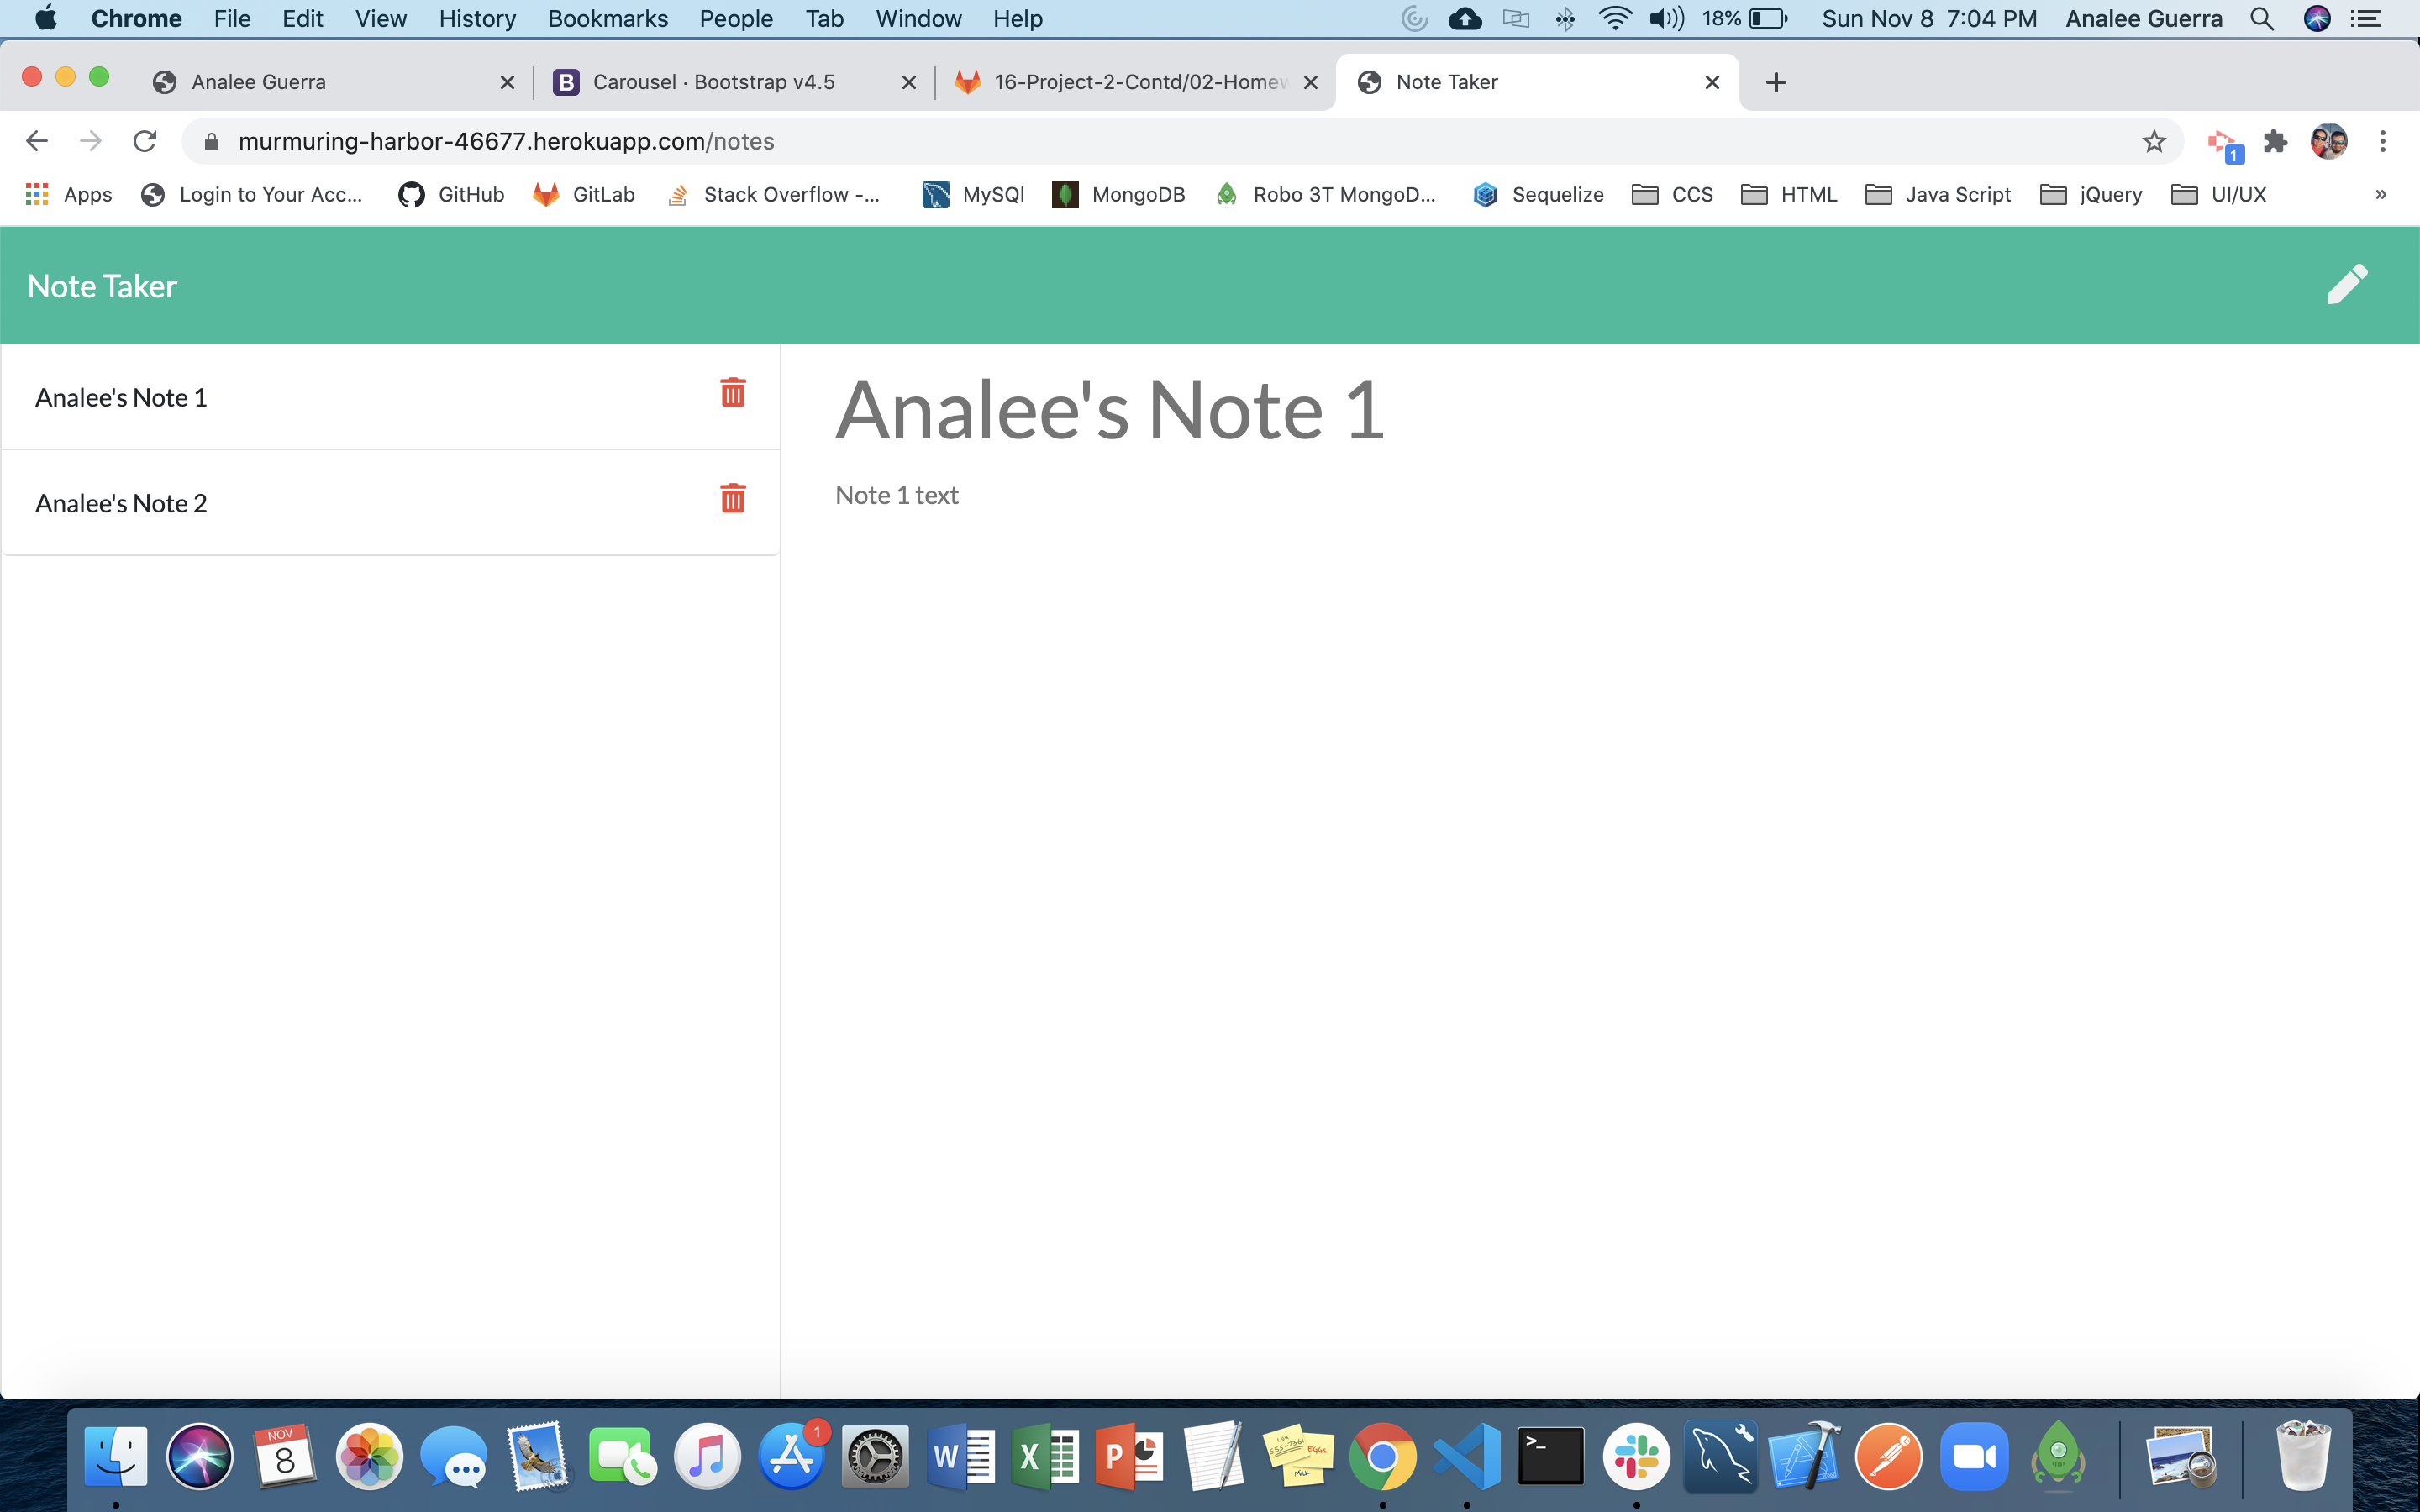 Chrome File Edit View History Bookmarks People Tab Window Help 18% Sun Nov 8 7:04 PM Analee Guerra
Analee Guerra Carousel · Bootstrap v4.5 16-Project-2-Contd/02-Homew Note Taker
murmuring-harbor-46677.herokuapp.com/notes
1
Apps Login to Your Acc... GitHub GitLab Stack Overflow -... MySQl MongoDB Robo 3T MongoD... Sequelize CCS HTML Java Script jQuery UI/UX »
Note Taker
Analee's Note 1
Analee's Note 2
Analee's Note 1
Note 1 text
NOV
8
1
W X P
>_